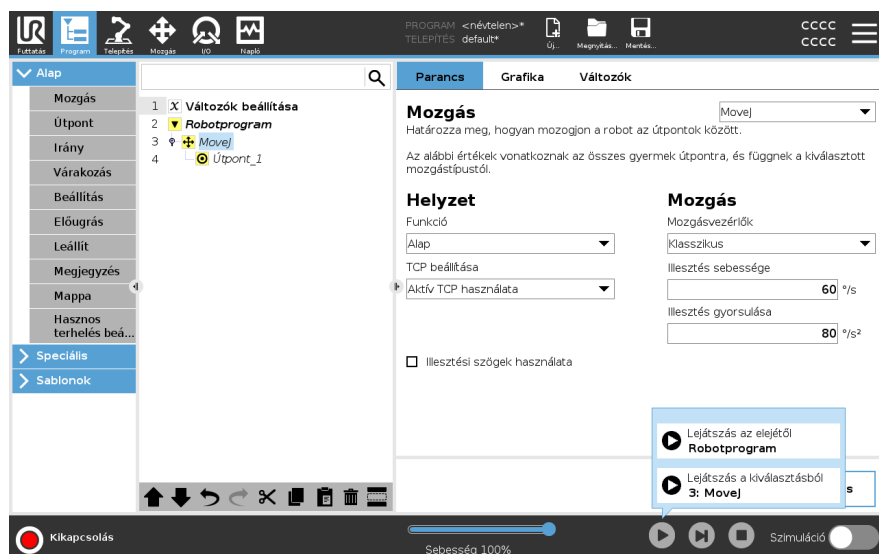 PROGRAM <névtelen>*
TELEPÍTÉS default*
CCCC
CCCC
Futtatás
Program
Telepítés
Mozgás
I/O
Napló
Új...
Megnyitás...
Mentés...
Alap
Mozgás
Útpont
Irány
Várakozás
Beállítás
Előugrás
Leállít
Megjegyzés
Mappa
Hasznos
terhelés beá...
Speciális
Sablonok
1 X Változók beállítása
2 Robotprogram
3 MoveJ
4 Útpont_1
Parancs
Grafika
Változók
Mozgás
MoveJ
Határozza meg, hogyan mozogjon a robot az útpontok között.
Az alábbi értékek vonatkoznak az összes gyermek útpontra, és függnek a kiválasztott
mozgástípustól.
Helyzet
Funkció
Alap
TCP beállítása
Aktív TCP használata
Illesztési szögek használata
Mozgás
Mozgásvezérlők
Klasszikus
Illesztés sebessége
60 °/s
Illesztés gyorsulása
80 °/s²
Lejátszás az elejétől
Robotprogram
Lejátszás a kiválasztásból
3: MoveJ
s
Kikapcsolás
Sebesség 100%
Szimuláció